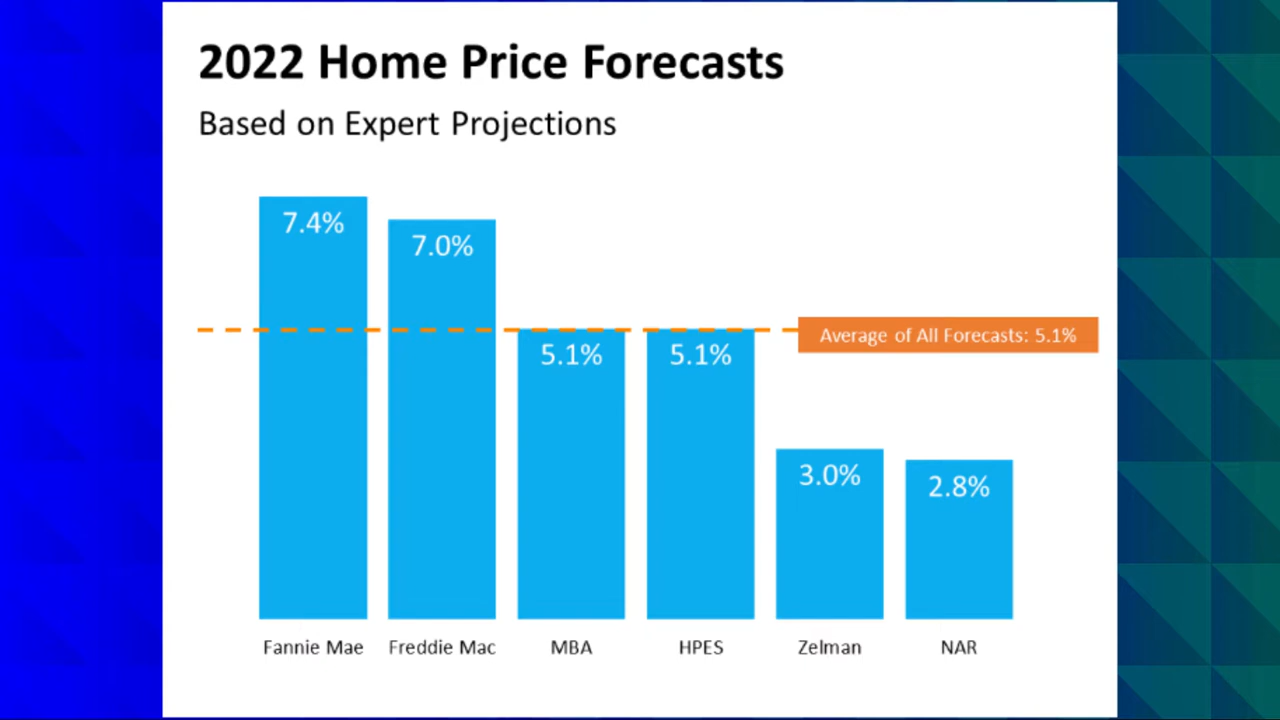 2022 Home Price Forecasts
Based on Expert Projections
7.4%
7.0%
5.1%
5.1%
3.0%
2.8%
Average of All Forecasts: 5.1%
Fannie Mae
Freddie Mac
MBA
HPES
Zelman
NAR